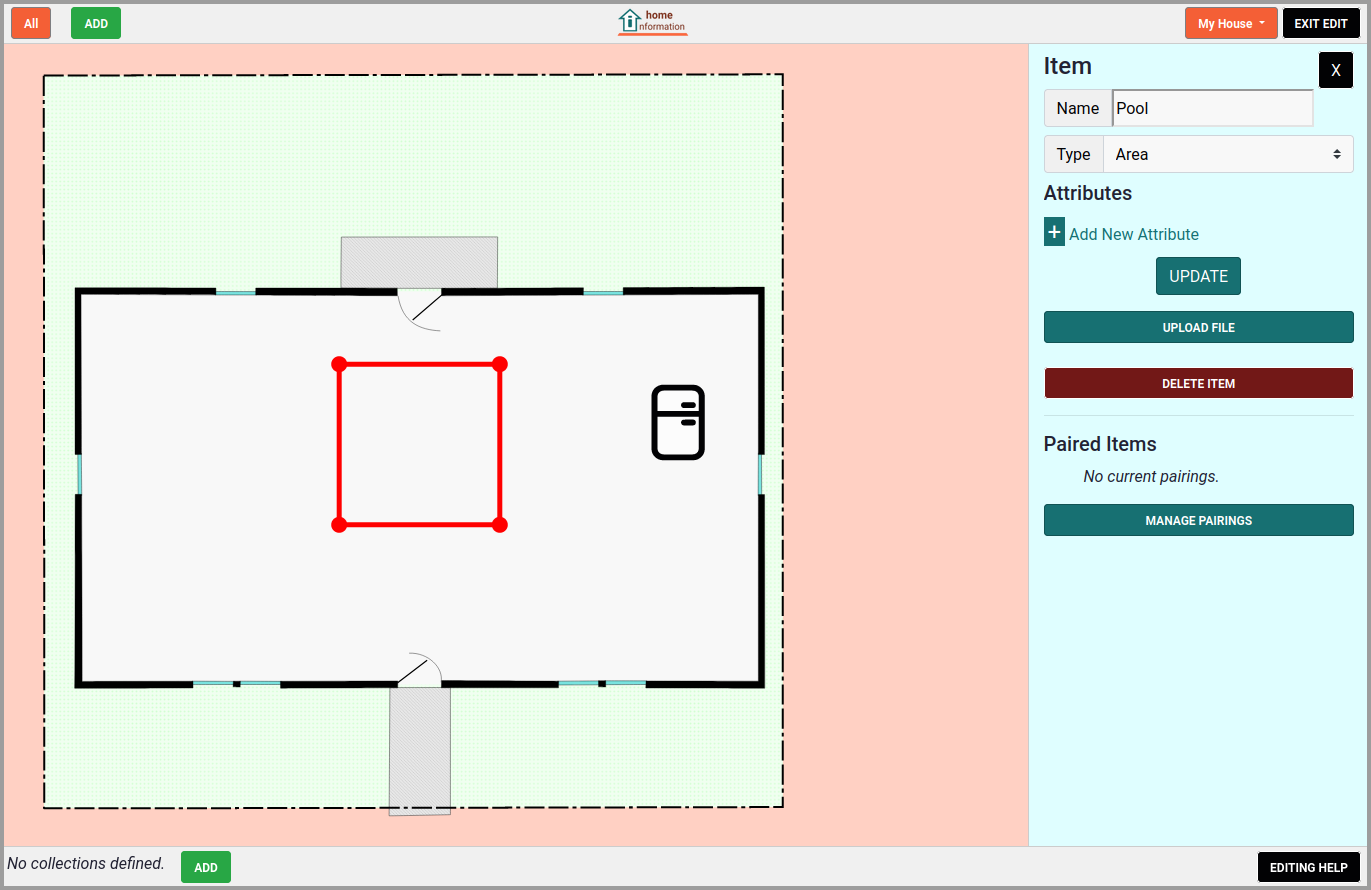 All
ADD
home
nformation
My House
EXIT EDIT
Item
X
Name
Pool
Type
Area
Attributes
+ Add New Attribute
UPDATE
UPLOAD FILE
DELETE ITEM
Paired Items
No current pairings.
MANAGE PAIRINGS
No collections defined.
ADD
EDITING HELP